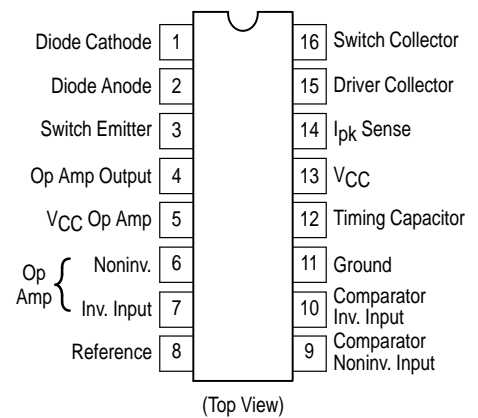 Diode Cathode 1 16 Switch Collector
Diode Anode 2 15 Driver Collector
Switch Emitter 3 14 Ipk Sense
Op Amp Output 4 13 VCC
VCC Op Amp 5 12 Timing Capacitor
Op Amp
Noninv. 6 11 Ground
Inv. Input 7 10 Comparator Inv. Input
Reference 8 9 Comparator Noninv. Input
(Top View)